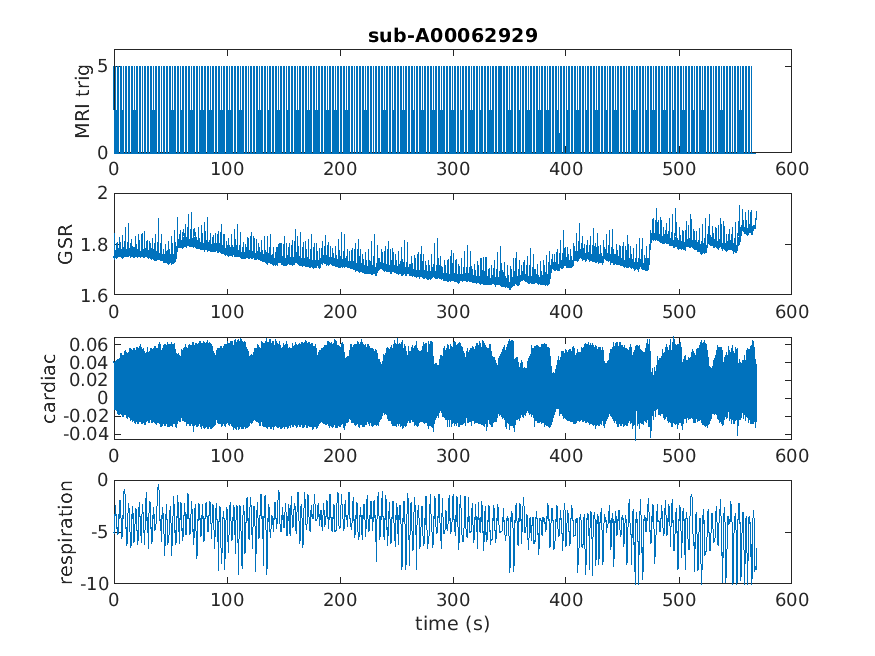 sub-A00062929
MRI trig
5
0
0 100 200 300 400 500 600
GSR
2
1.8
1.6
0 100 200 300 400 500 600
cardiac
0.06
0.04
0.02
0
-0.02
-0.04
0 100 200 300 400 500 600
respiration
0
-5
-10
0 100 200 300 400 500 600
time (s)